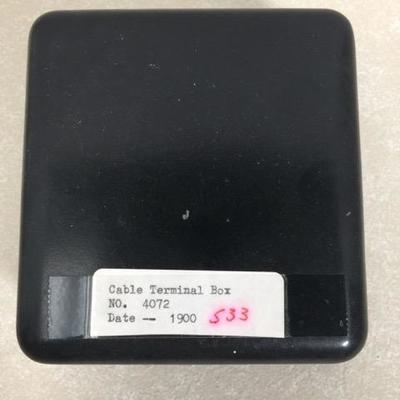 Cable Terminal Box
NO. 4072
Date -- 1900 533